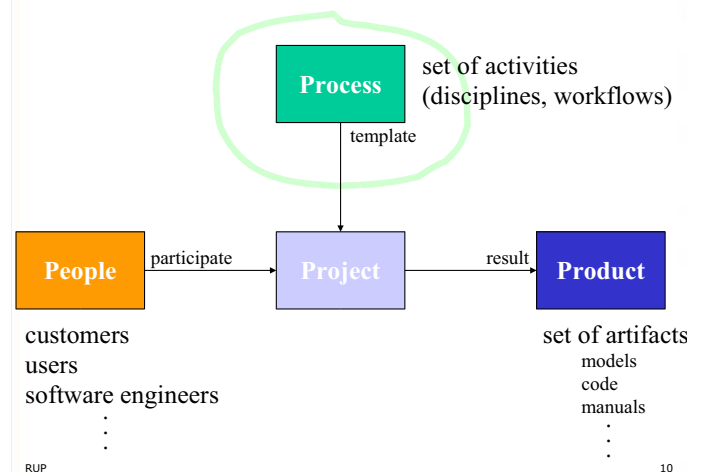 Process
set of activities
(disciplines, workflows)
template
People
participate
Project
result
Product
customers
users
software engineers
.
.
.
set of artifacts
models
code
manuals
.
.
.
RUP
10